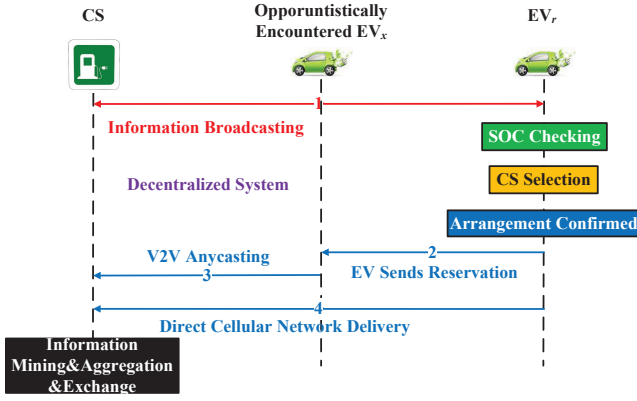 CS
Opporuntistically
Encountered EVx
EVr
1
Information Broadcasting
SOC Checking
Decentralized System
CS Selection
Arrangement Confirmed
V2V Anycasting
2
3
EV Sends Reservation
4
Direct Cellular Network Delivery
Information
Mining&Aggregation
&Exchange